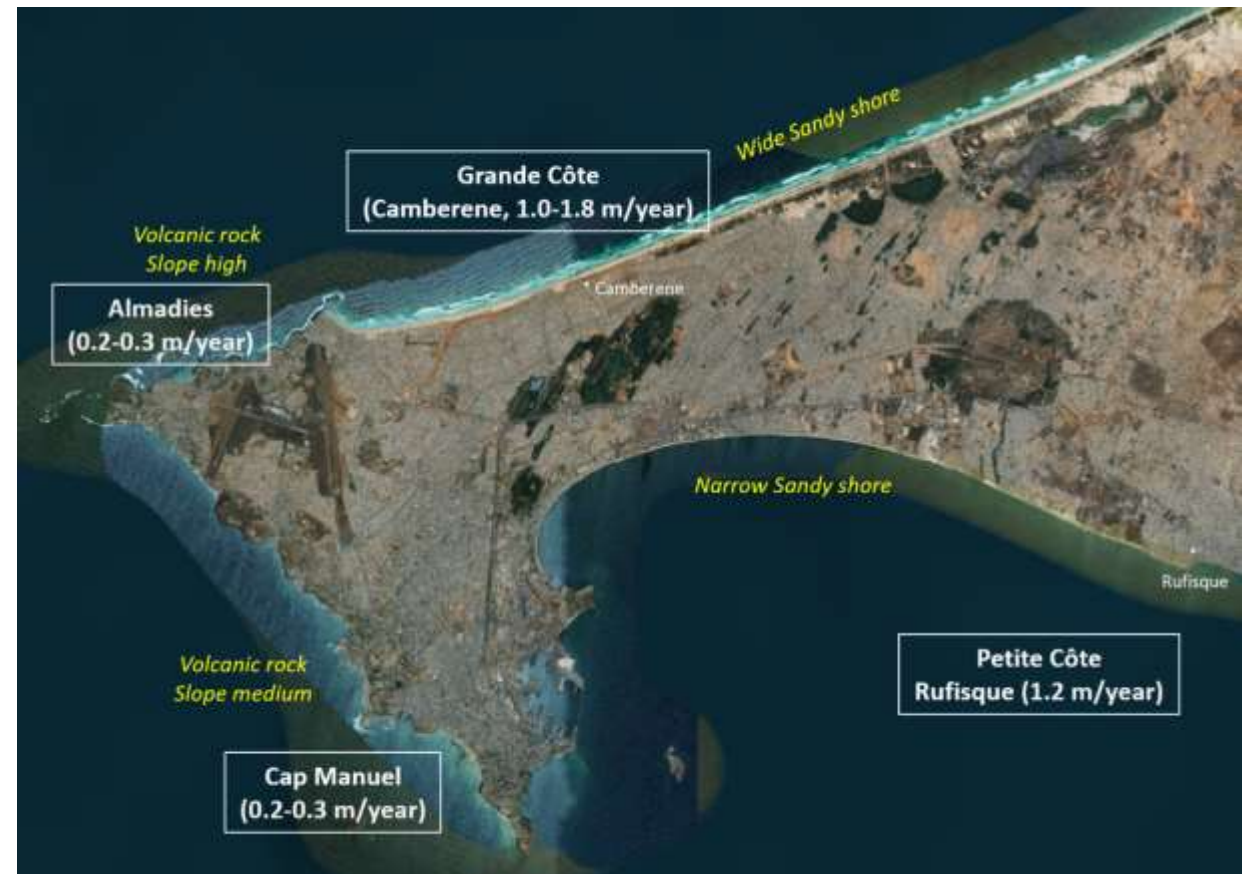 Wide Sandy shore
Grande Côte
(Camberene, 1.0-1.8 m/year)
Volcanic rock
Slope high
Almadies
(0.2-0.3 m/year)
* Camberene
Narrow Sandy shore
Rufisque
Petite Côte
Rufisque (1.2 m/year)
Volcanic rock
Slope medium
Cap Manuel
(0.2-0.3 m/year)